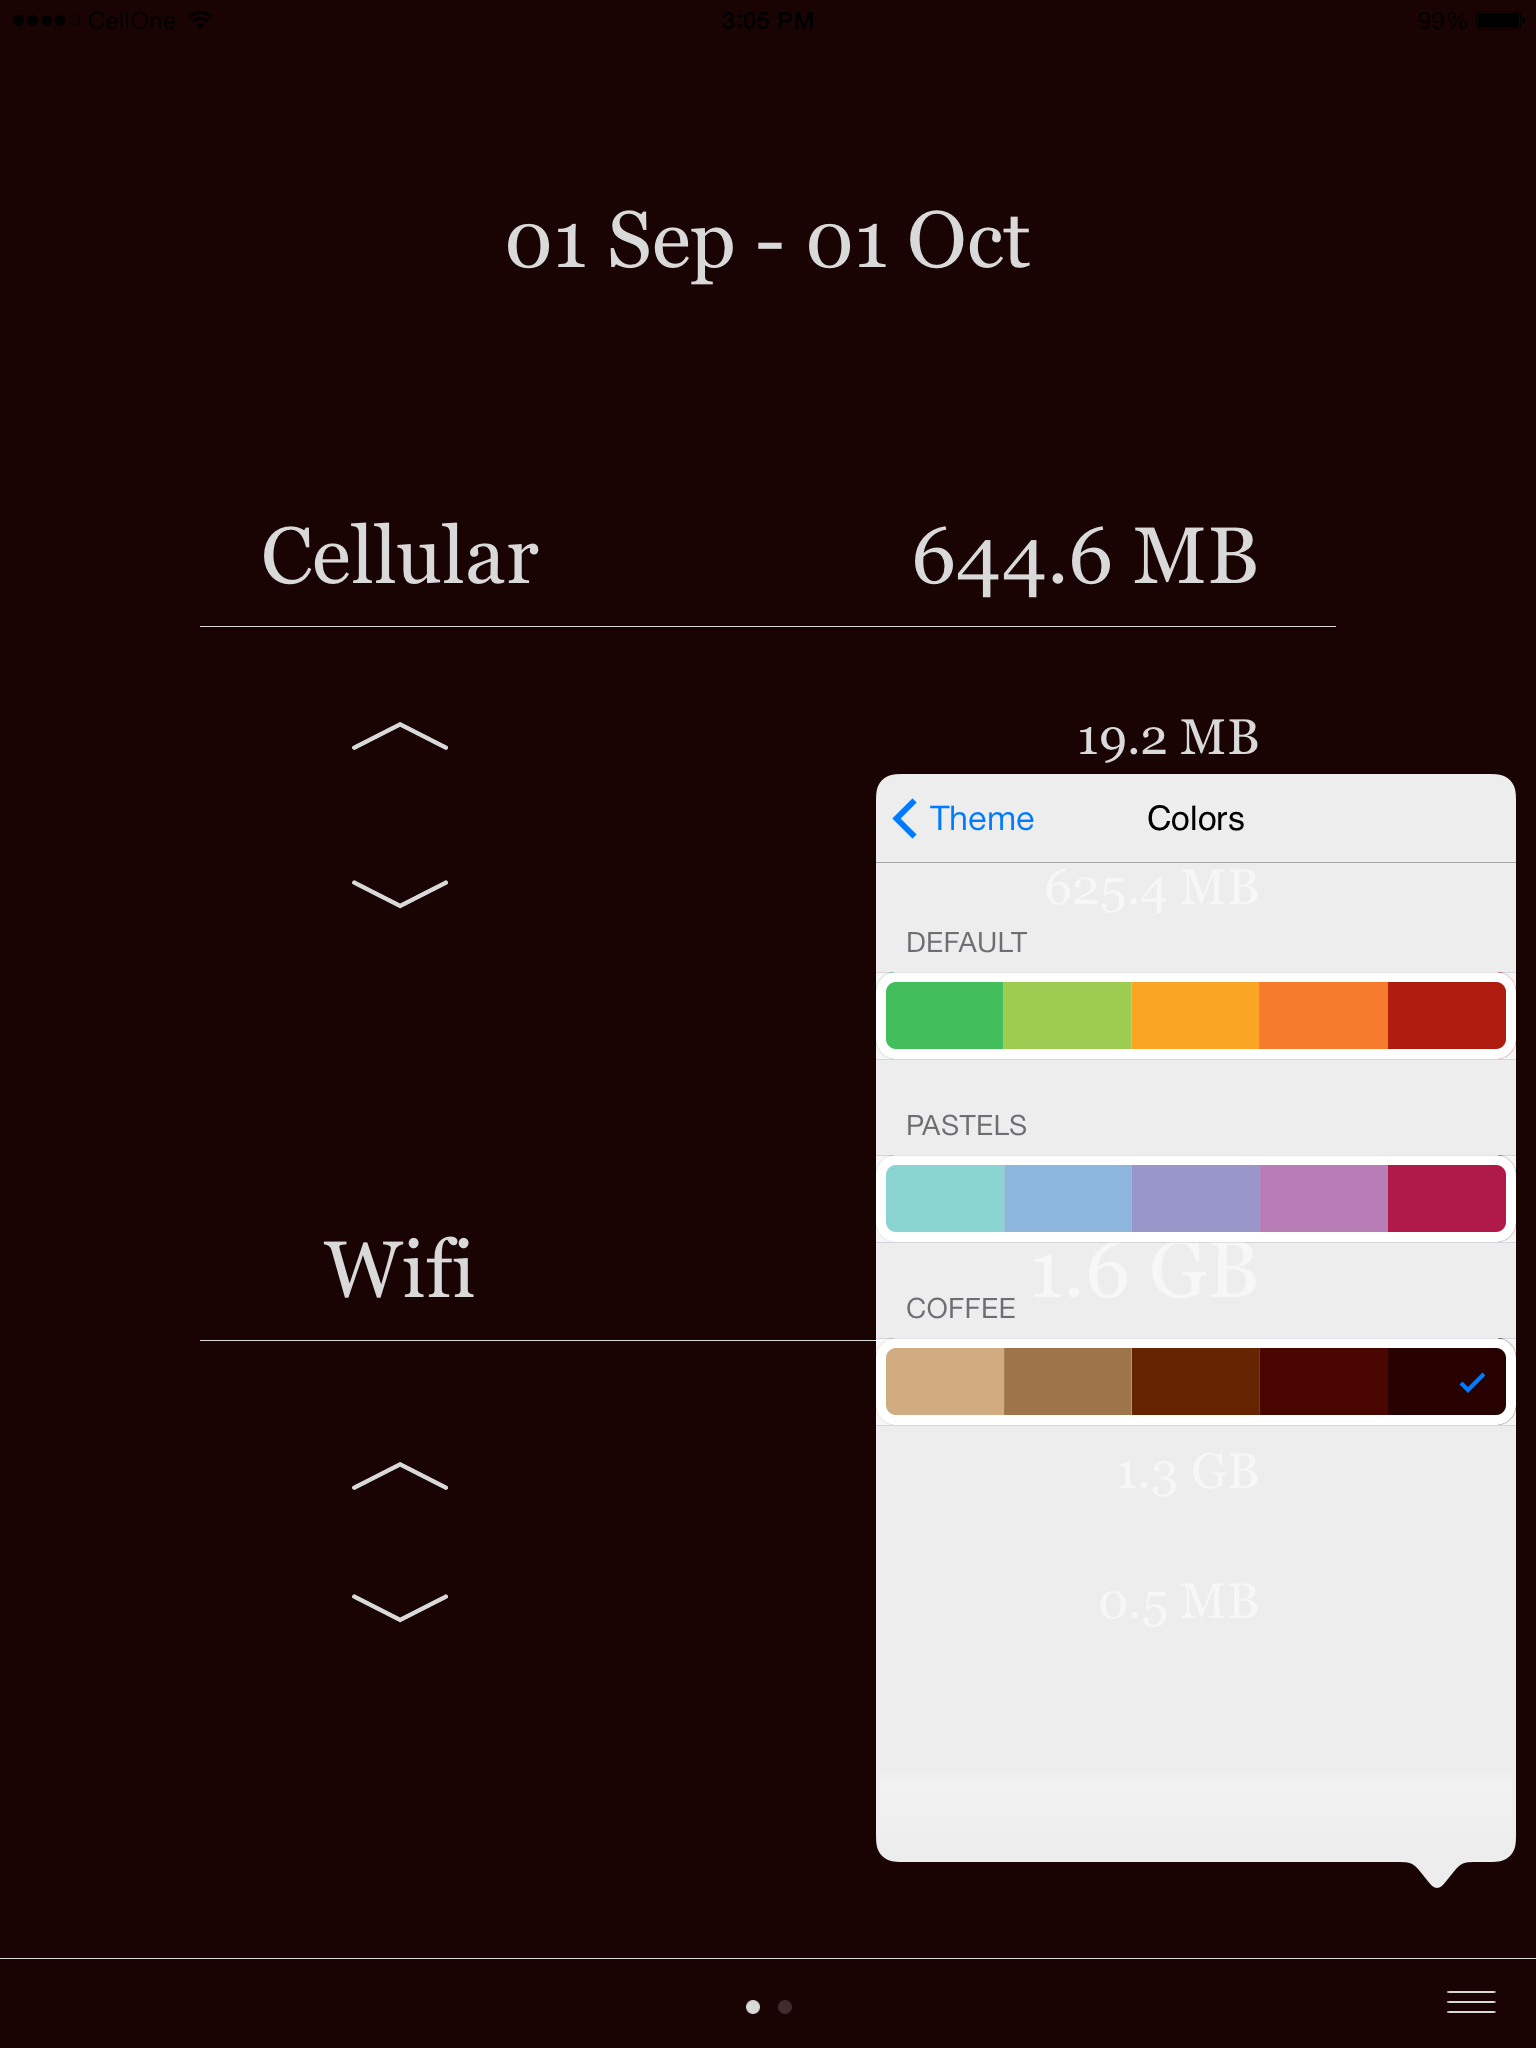 CellOne 3:05 PM 99%
01 Sep - 01 Oct
Cellular 644.6 MB
19.2 MB
Theme Colors
625.4 MB
DEFAULT
PASTELS
Wifi 1.6 GB
COFFEE
1.3 GB
0.5 MB